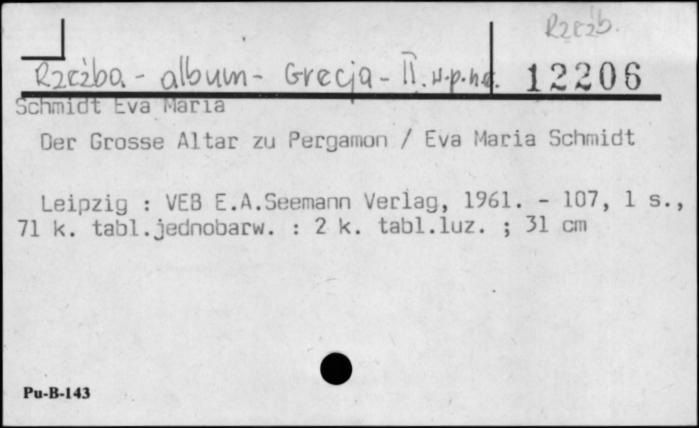 Rzeźb.
Rzeźba - album - Grecja - II w.p.n.e. 12206
Schmidt Eva Maria
Der Grosse Altar zu Pergamon / Eva Maria Schmidt
Leipzig : VEB E.A.Seemann Verlag, 1961. - 107, 1 s.,
71 k. tabl.jednobarw. : 2 k. tabl.luz. ; 31 cm
Pu-B-143